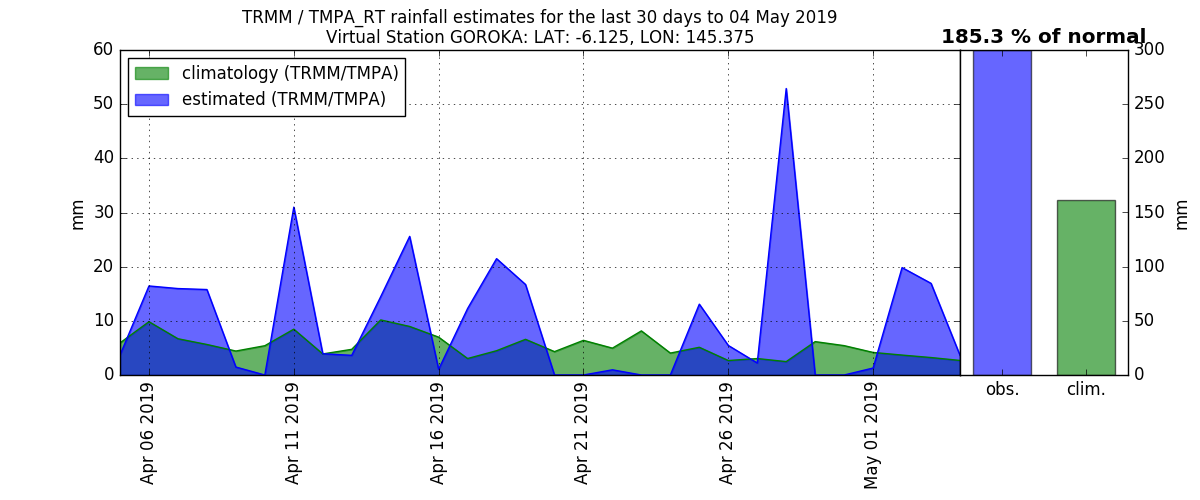 TRMM / TMPA_RT rainfall estimates for the last 30 days to 04 May 2019
Virtual Station GOROKA: LAT: -6.125, LON: 145.375
185.3 % of normal
climatology (TRMM/TMPA)
estimated (TRMM/TMPA)
60
50
40
30
20
10
0
mm
300
250
200
150
100
50
0
mm
Apr 06 2019
Apr 11 2019
Apr 16 2019
Apr 21 2019
Apr 26 2019
May 01 2019
obs.
clim.